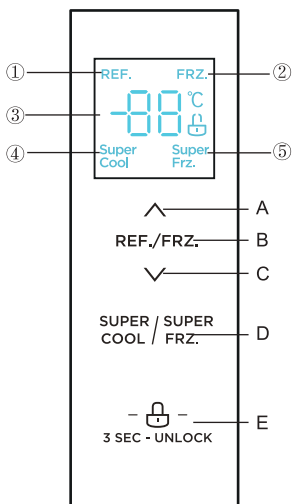 ① REF. FRZ. ②
③ -88 °C
④ Super Super ⑤
Cool Frz.
A
REF./FRZ. B
C
SUPER / SUPER
COOL FRZ. D
- - E
3 SEC - UNLOCK